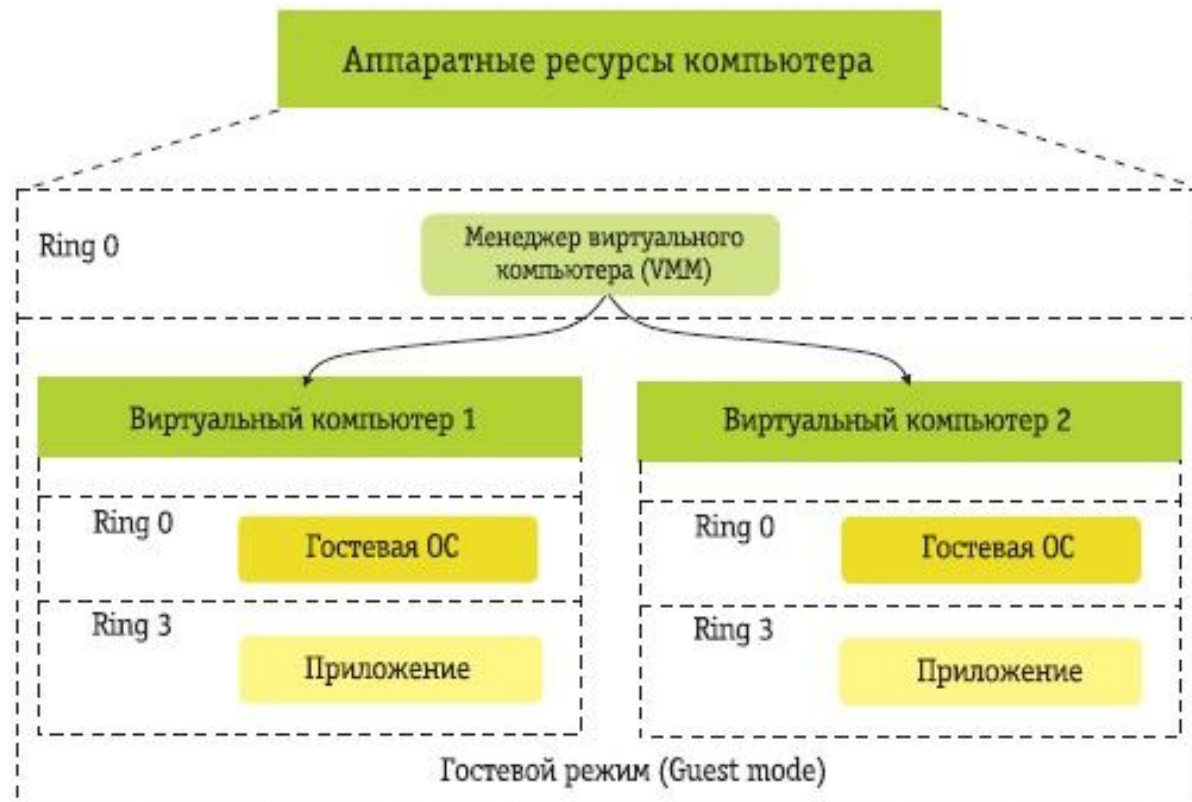 Аппаратные ресурсы компьютера
Ring 0
Менеджер виртуального
компьютера (VMM)
Виртуальный компьютер 1
Виртуальный компьютер 2
Ring 0
Гостевая ОС
Ring 0
Гостевая ОС
Ring 3
Приложение
Ring 3
Приложение
Гостевой режим (Guest mode)